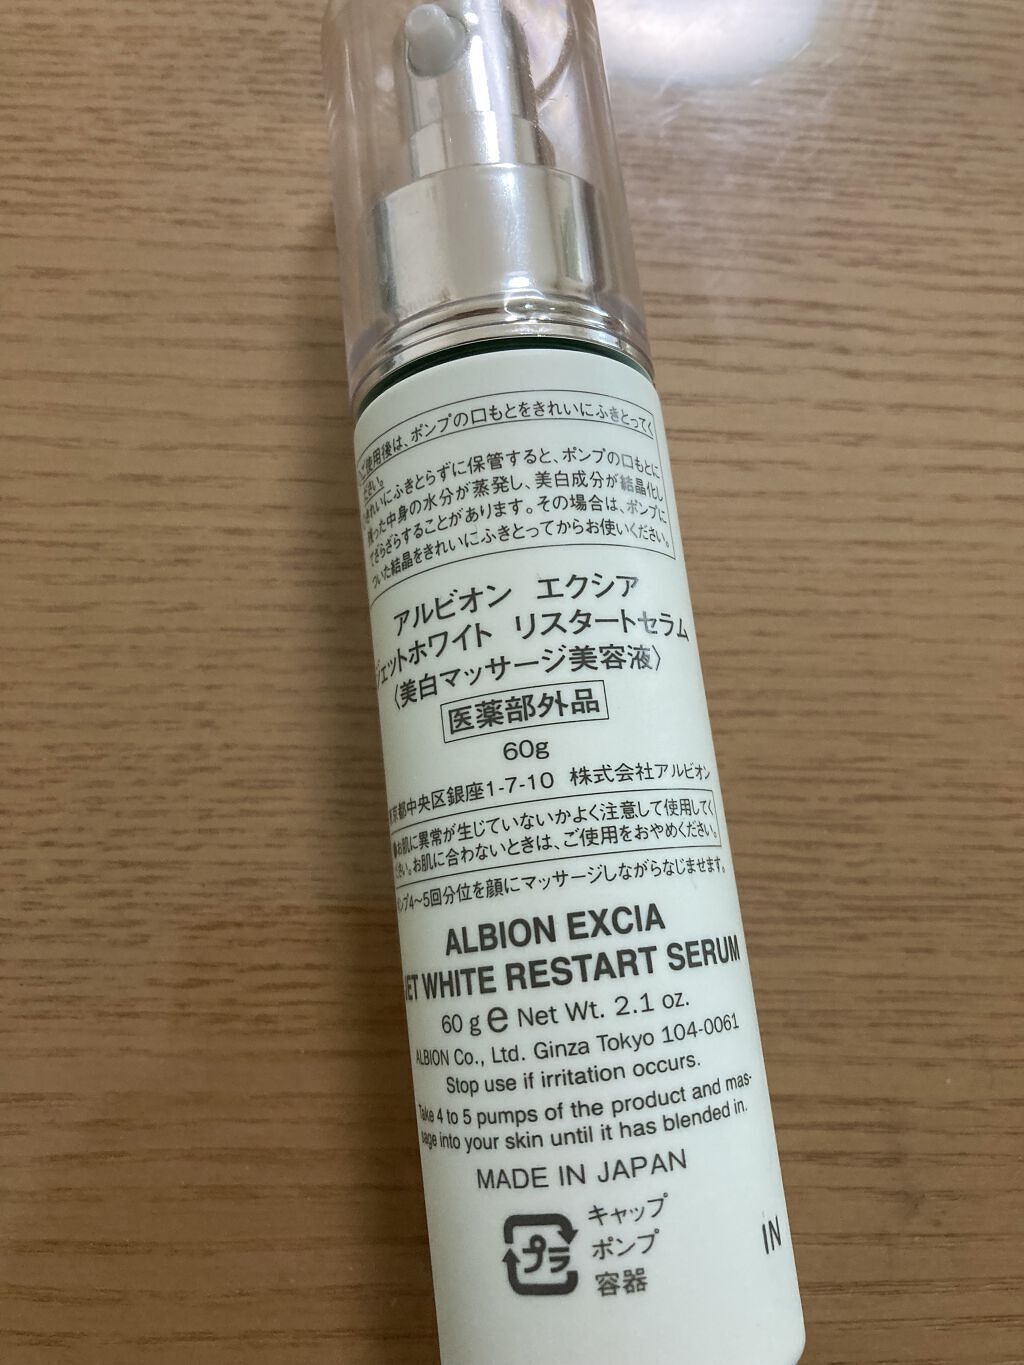 ご使用後は、ポンプの口もとをきれいにふきとってく
ださい。
きれいにふきとらずに保管すると、ポンプの口もとに
残った中身の水分が蒸発し、美白成分が結晶化し
てざらざらすることがあります。その場合は、ポンプに
ついた結晶をきれいにふきとってからお使いください。
アルビオン エクシア
ジェットホワイト リスタートセラム
〈美白マッサージ美容液〉
医薬部外品
60g
東京都中央区銀座1-7-10 株式会社アルビオン
●お肌に異常が生じていないかよく注意して使用してく
ださい。お肌に合わないときは、ご使用をおやめください。
ポンプ4〜5回分位を顔にマッサージしながらなじませます。
ALBION EXCIA
JET WHITE RESTART SERUM
60 g e Net Wt. 2.1 oz.
ALBION Co., Ltd. Ginza Tokyo 104-0061
Stop use if irritation occurs.
Take 4 to 5 pumps of the product and mas-
sage into your skin until it has blended in.
MADE IN JAPAN
プラ
キャップ
ポンプ
容器
IN